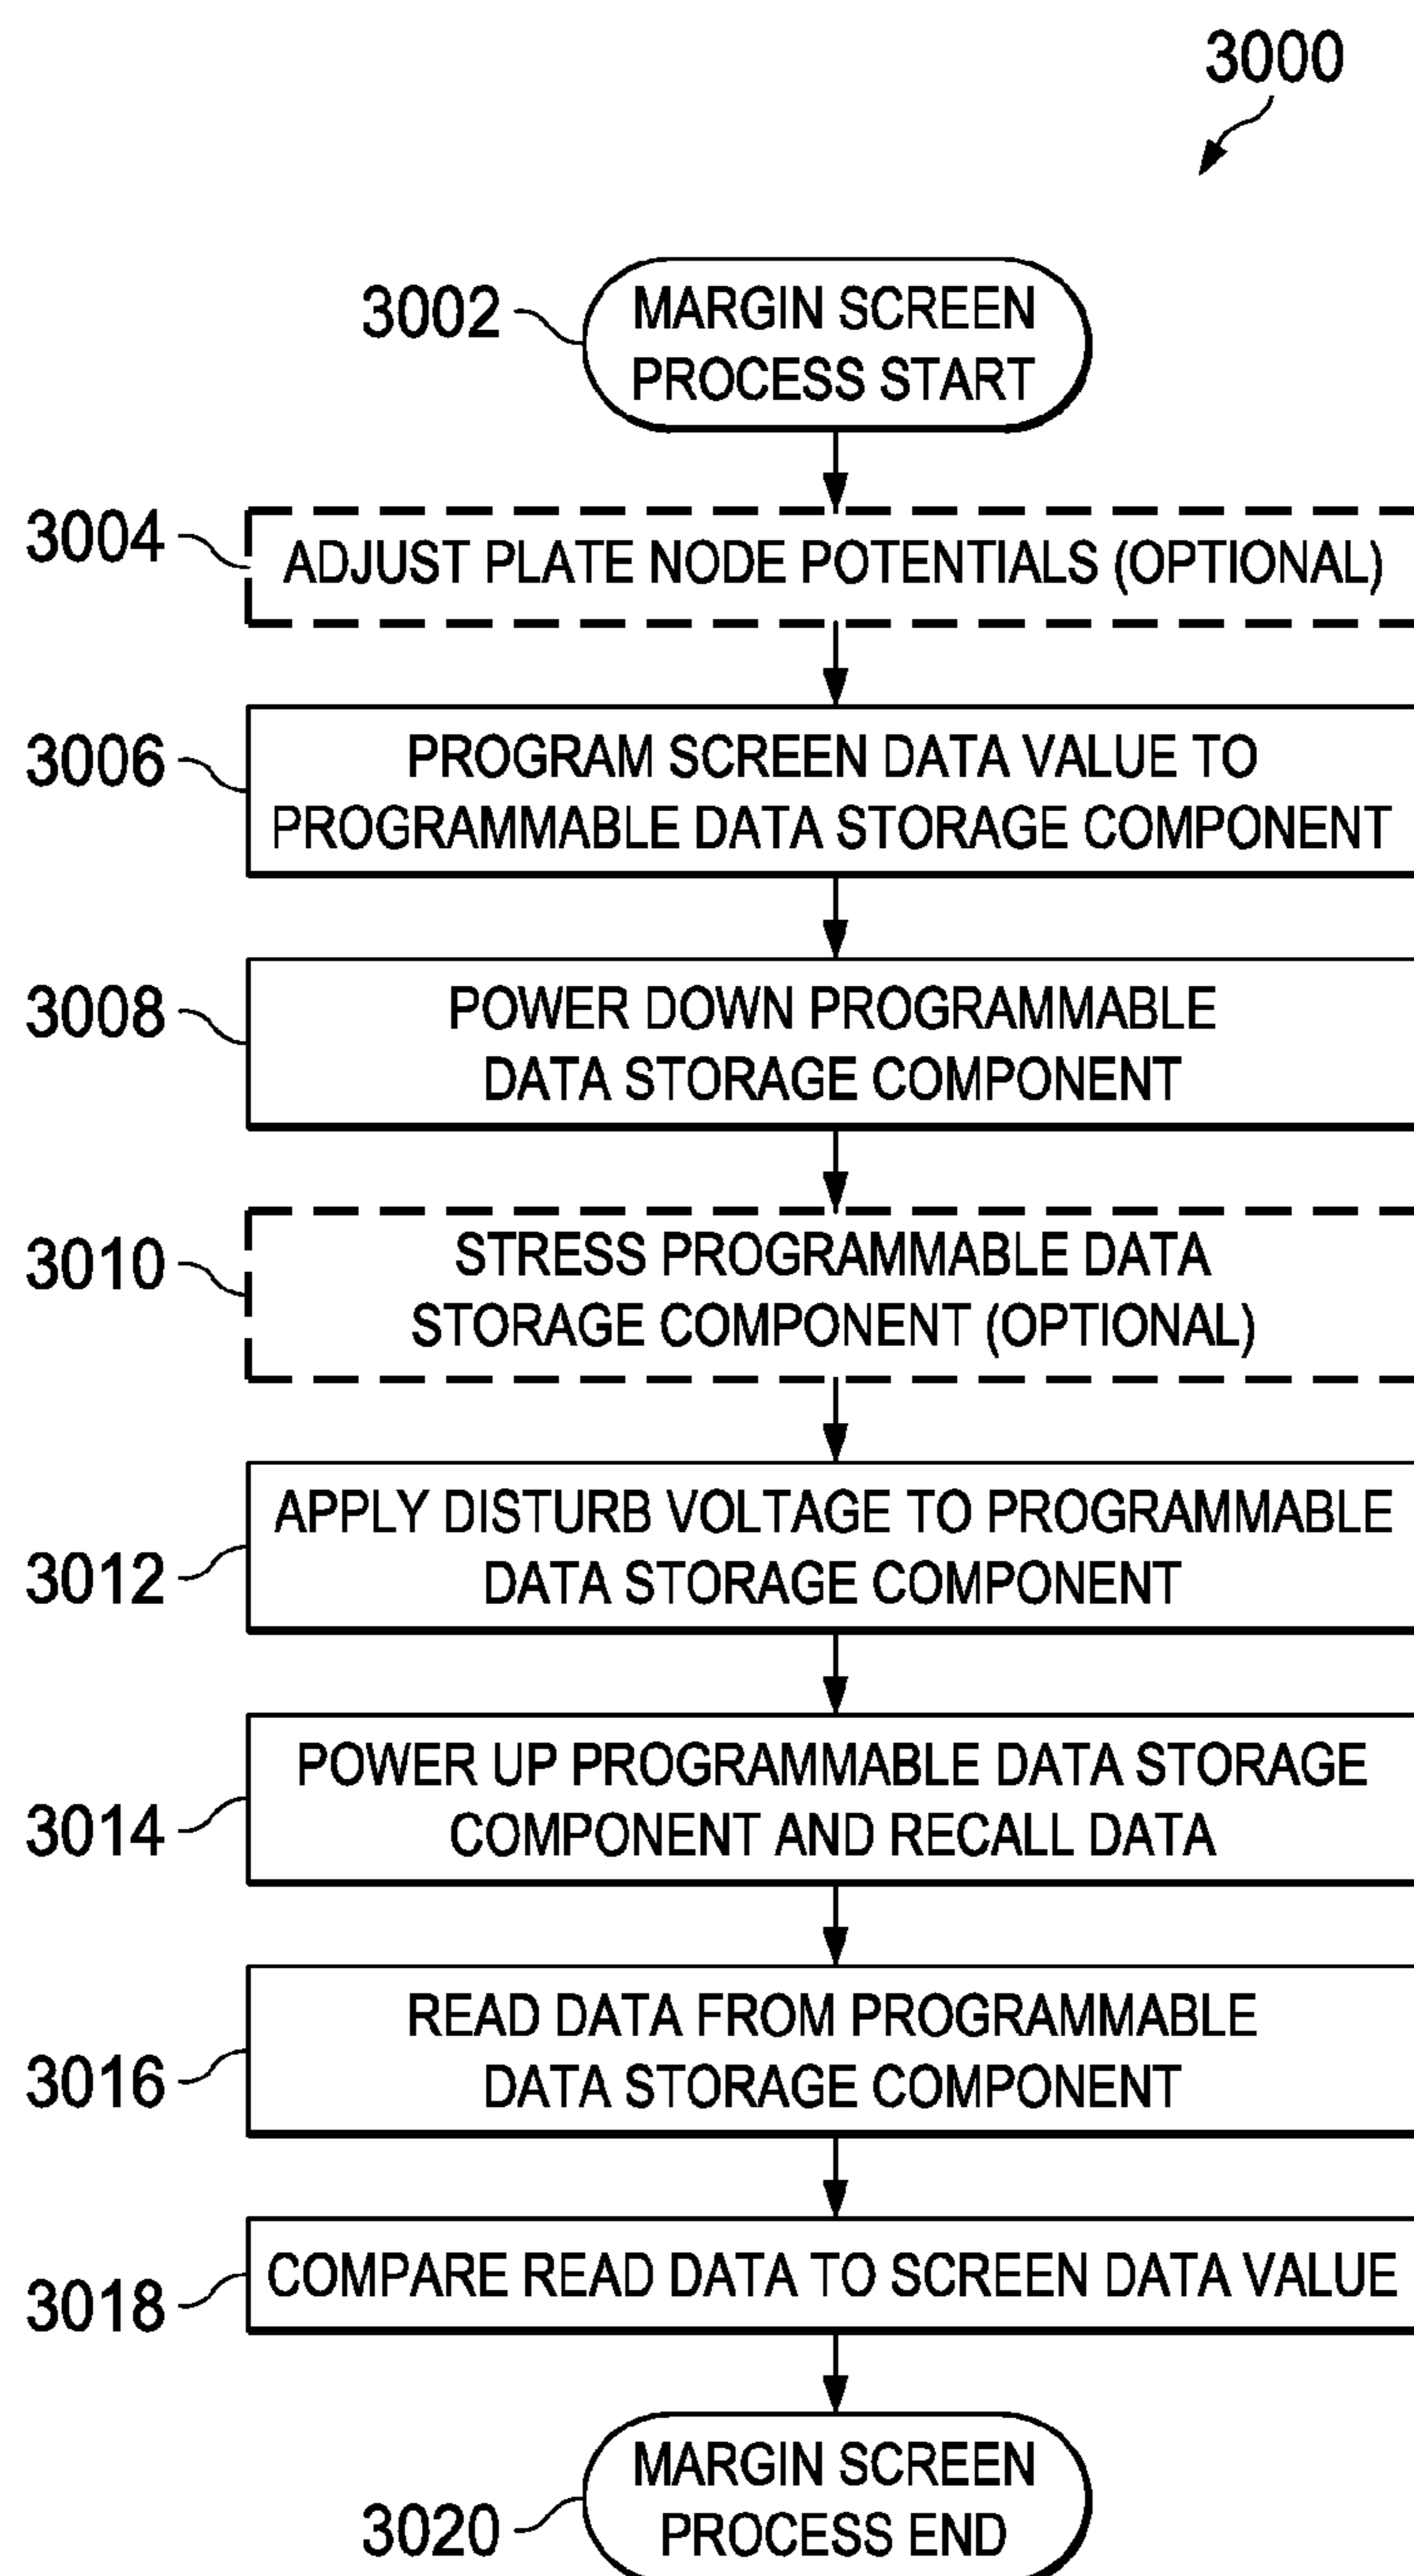 3000
3002
MARGIN SCREEN
PROCESS START
3004
ADJUST PLATE NODE POTENTIALS (OPTIONAL)
3006
PROGRAM SCREEN DATA VALUE TO
PROGRAMMABLE DATA STORAGE COMPONENT
3008
POWER DOWN PROGRAMMABLE
DATA STORAGE COMPONENT
3010
STRESS PROGRAMMABLE DATA
STORAGE COMPONENT (OPTIONAL)
3012
APPLY DISTURB VOLTAGE TO PROGRAMMABLE
DATA STORAGE COMPONENT
3014
POWER UP PROGRAMMABLE DATA STORAGE
COMPONENT AND RECALL DATA
3016
READ DATA FROM PROGRAMMABLE
DATA STORAGE COMPONENT
3018
COMPARE READ DATA TO SCREEN DATA VALUE
3020
MARGIN SCREEN
PROCESS END